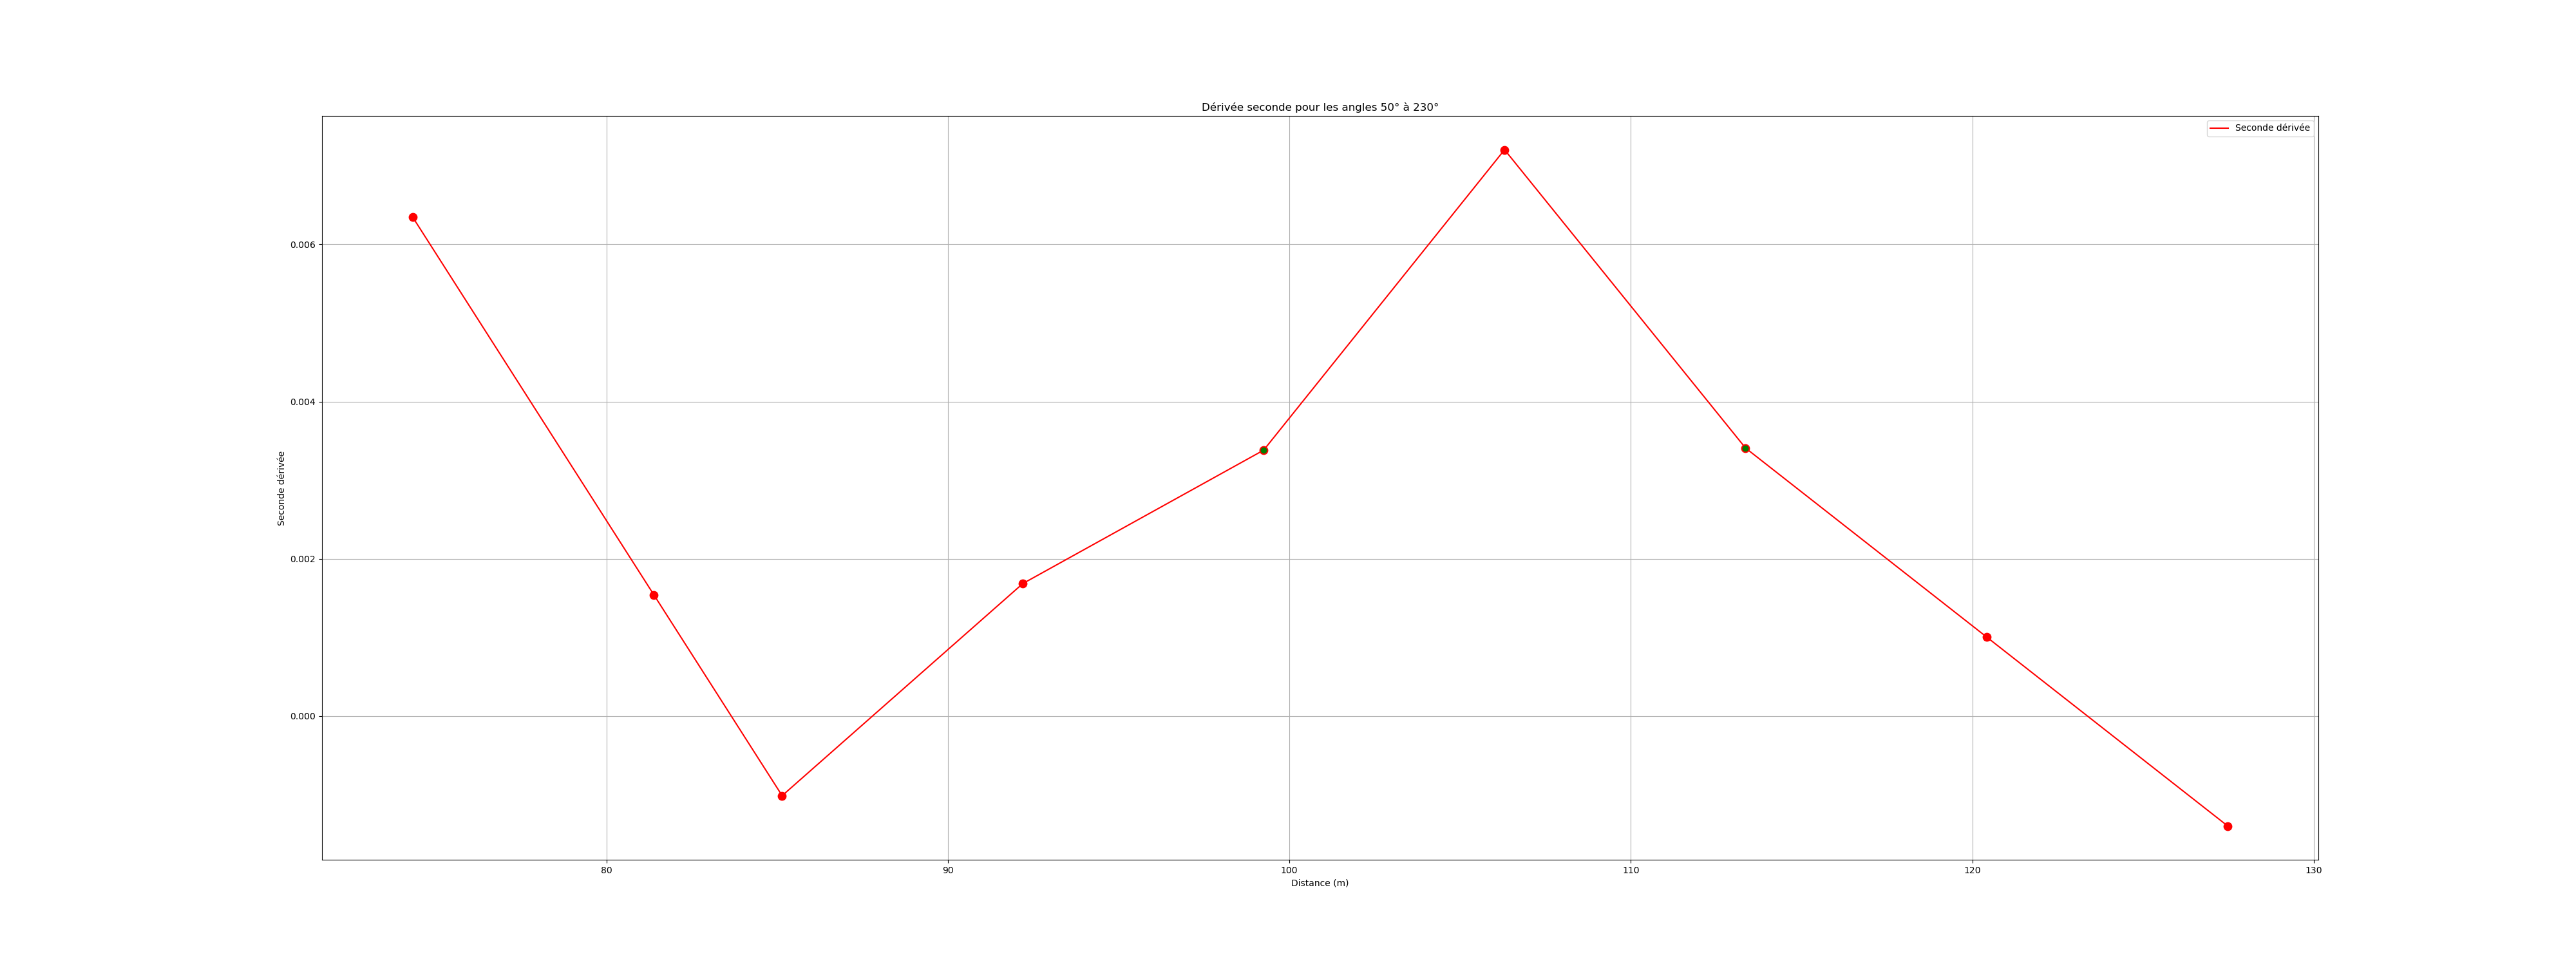 Dérivée seconde pour les angles 50° à 230°
Seconde dérivée
0.006
0.004
0.002
0.000
Seconde dérivée
80
90
100
110
120
130
Distance (m)